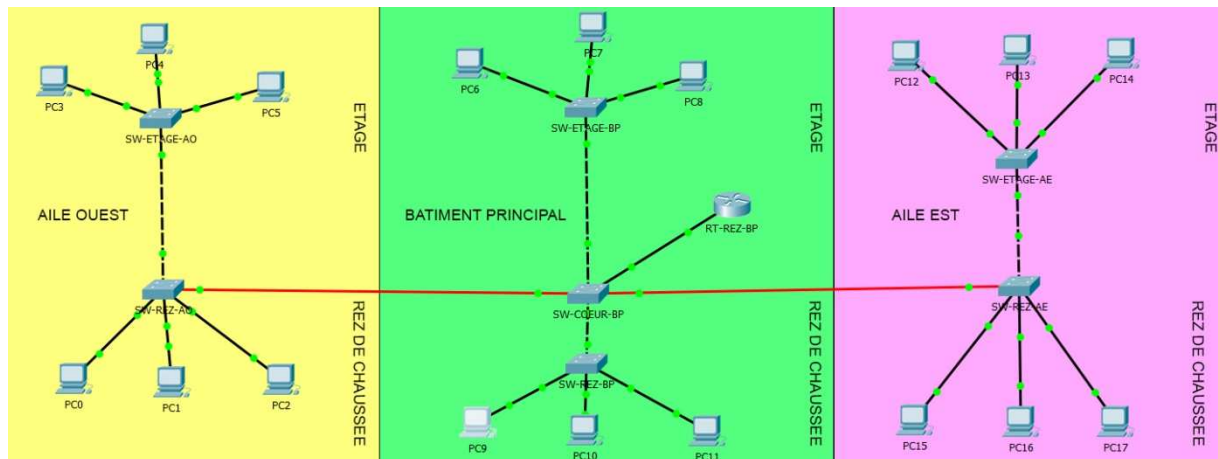 PC3
PC4
PC5
SW-ETAGE-AO
ETAGE
AILE OUEST
SW-REZ-AO
PC0
PC1
PC2
REZ DE CHAUSSEE
PC6
PC7
PC8
SW-ETAGE-BP
ETAGE
BATIMENT PRINCIPAL
RT-REZ-BP
SW-COEUR-BP
SW-REZ-BP
PC9
PC10
PC11
REZ DE CHAUSSEE
PC12
PC13
PC14
SW-ETAGE-AE
ETAGE
AILE EST
SW-REZ-AE
PC15
PC16
PC17
REZ DE CHAUSSEE